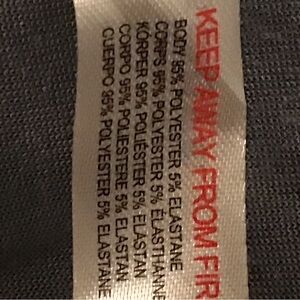 KEEP AWAY FROM FIR
BODY 95% POLYESTER 5% ELASTANE
CORPS 95% POLYESTER 5% ELASTHANNE
KÖRPER 95% POLYESTER 5% ELASTAN
CORPO 95% POLIESTERE 5% ELASTAN
CUERPO 95% POLYESTER 5% ELASTANE